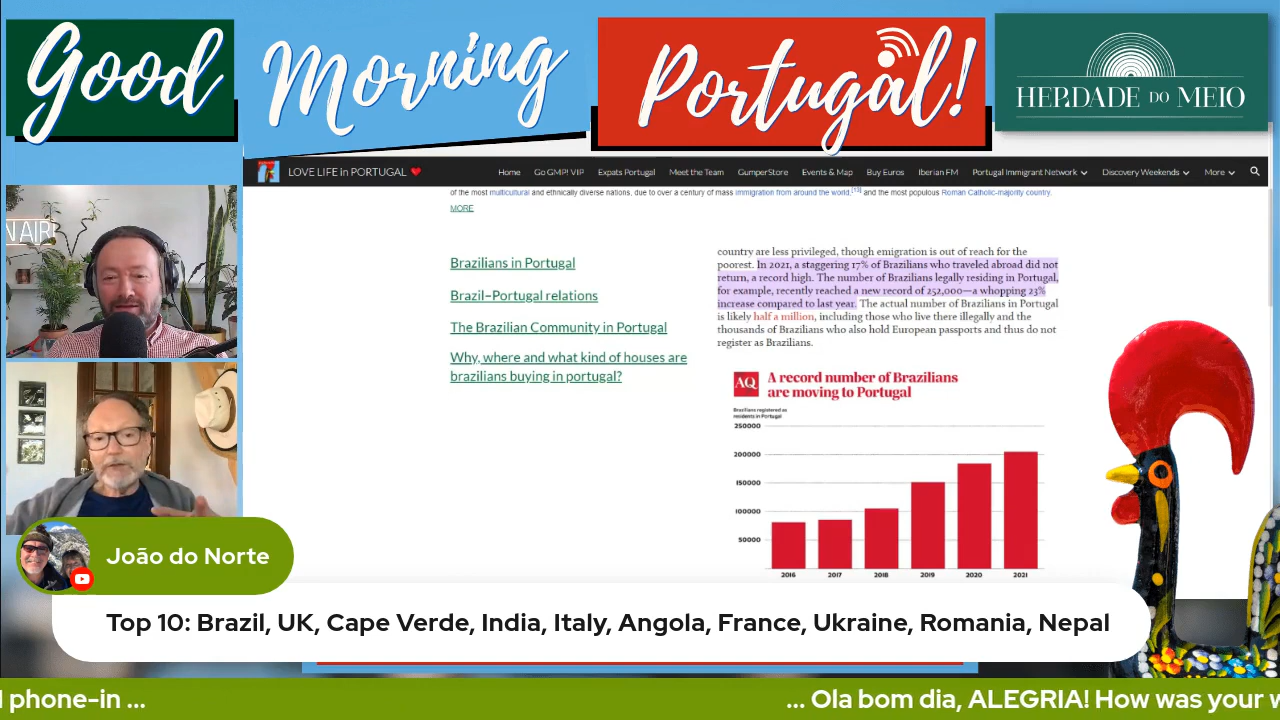 Good Morning Portugal!
HERDADE DO MEIO
LOVE LIFE in PORTUGAL
Home Go GMP! VIP Expats Portugal Meet the Team GumperStore Events & Map Buy Euros Iberian FM Portugal Immigrant Network Discovery Weekends More
of the most multicultural and ethnically diverse nations, due to over a century of mass immigration from around the world,[13] and the most populous Roman Catholic-majority country.
MORE
N AIR
Brazilians in Portugal
Brazil–Portugal relations
The Brazilian Community in Portugal
Why, where and what kind of houses are
brazilians buying in portugal?
country are less privileged, though emigration is out of reach for the
poorest. In 2021, a staggering 17% of Brazilians who traveled abroad did not
return, a record high. The number of Brazilians legally residing in Portugal,
for example, recently reached a new record of 252,000—a whopping 23%
increase compared to last year. The actual number of Brazilians in Portugal
is likely half a million, including those who live there illegally and the
thousands of Brazilians who also hold European passports and thus do not
register as Brazilians.
AQ
A record number of Brazilians
are moving to Portugal
Brazilians registered as
residents in Portugal
250000
200000
150000
100000
50000
2016 2017 2018 2019 2020 2021
João do Norte
Top 10: Brazil, UK, Cape Verde, India, Italy, Angola, France, Ukraine, Romania, Nepal
phone-in ... ... Ola bom dia, ALEGRIA! How was your w